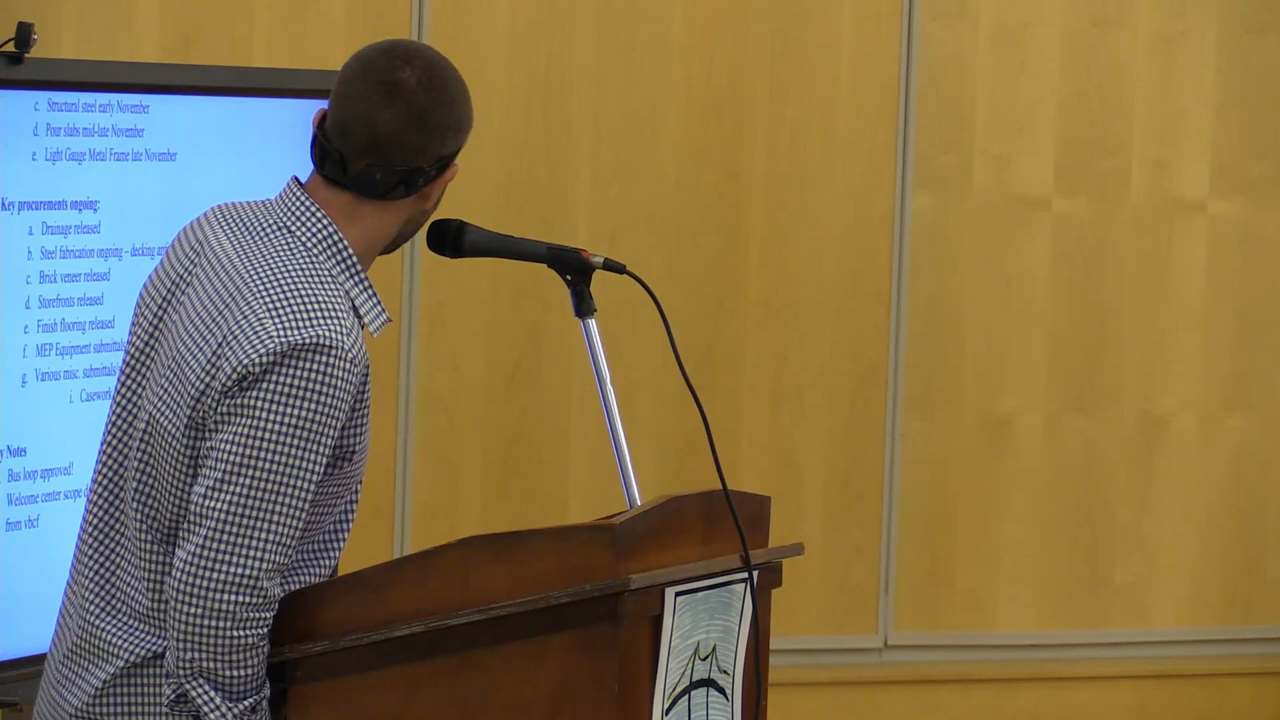 c. Structural steel early November
d. Pour slabs mid-late November
e. Light Gauge Metal Frame late November
Key procurements ongoing:
a. Drainage released
b. Steel fabrication ongoing – decking
c. Brick veneer released
d. Storefronts released
e. Finish flooring released
f. MEP Equipment submittals
g. Various misc. submittals
i. Casework
Notes
Bus loop approved!
Welcome center scope
from vbcf